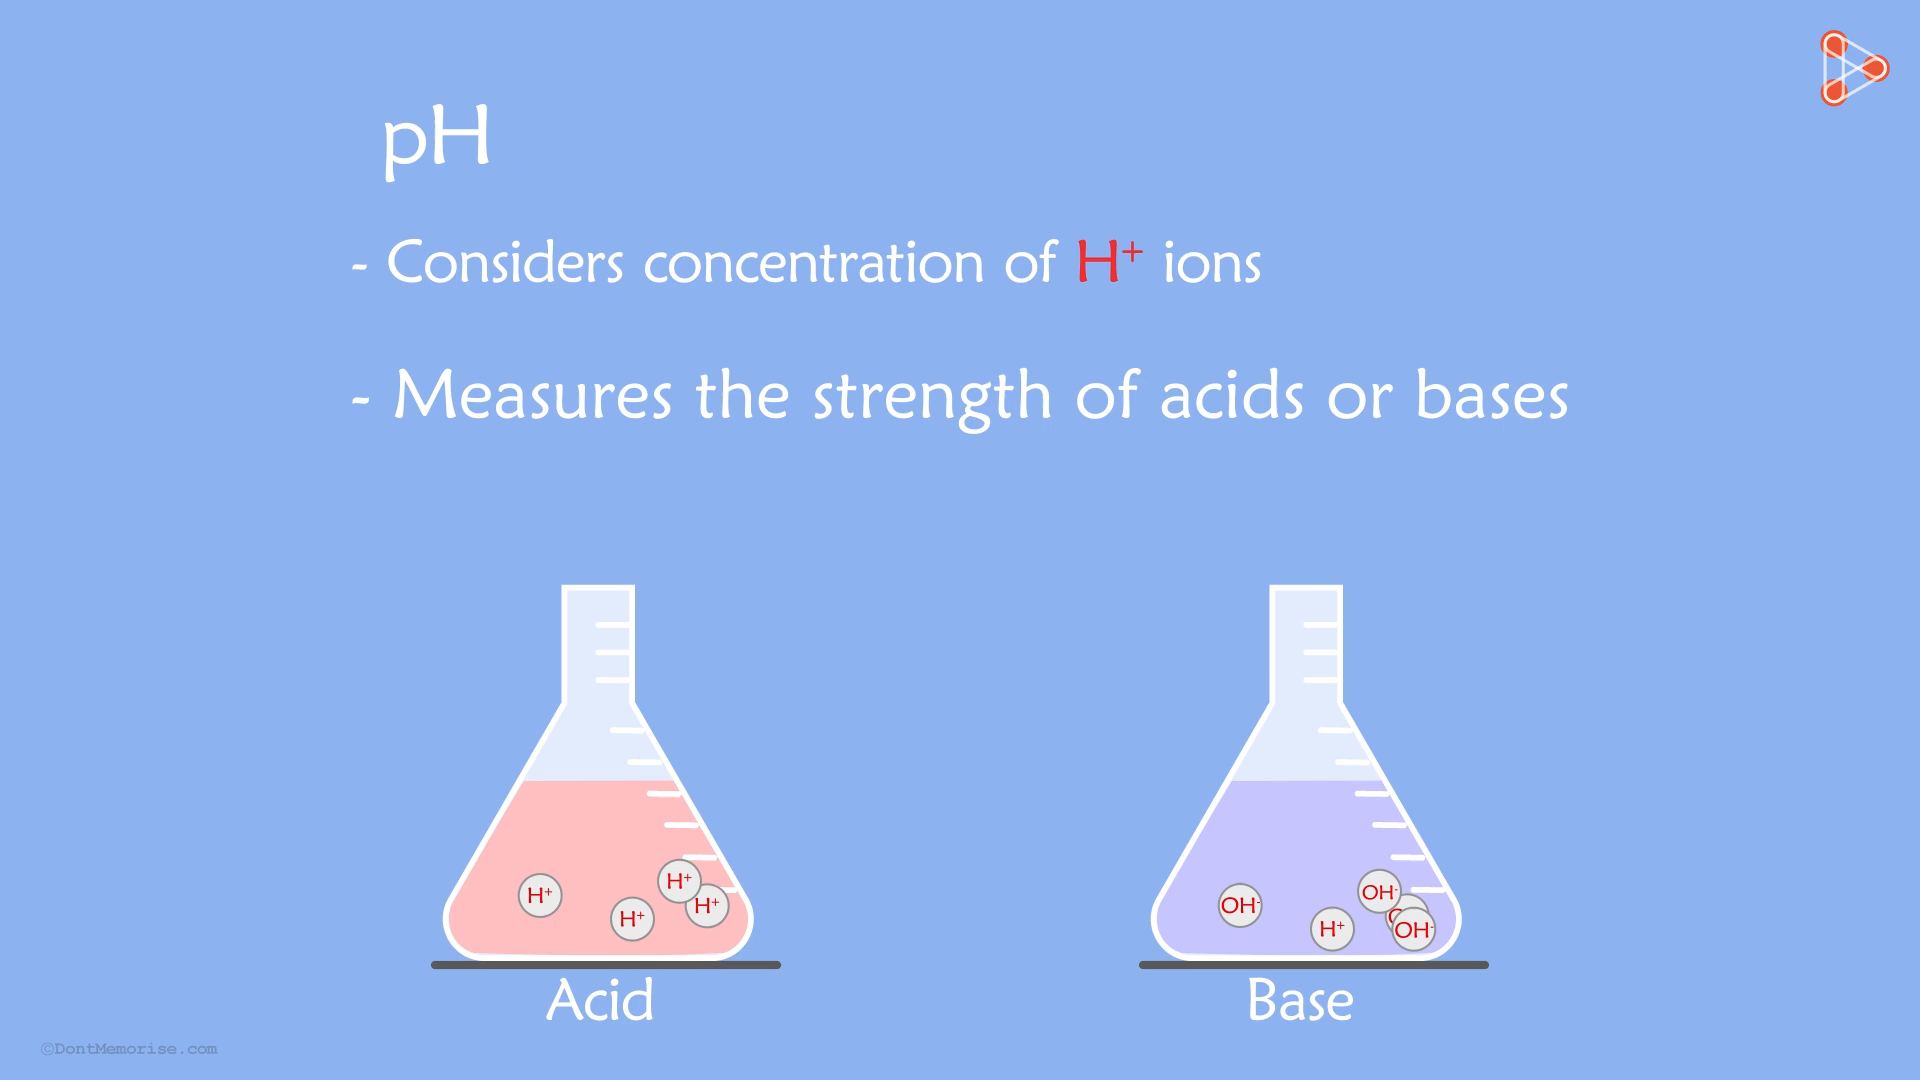 pH
- Considers concentration of H⁺ ions
- Measures the strength of acids or bases
H⁺
H⁺
H⁺
H⁺
OH⁻
H⁺
OH⁻
OH⁻
Acid
Base
©DontMemorise.com